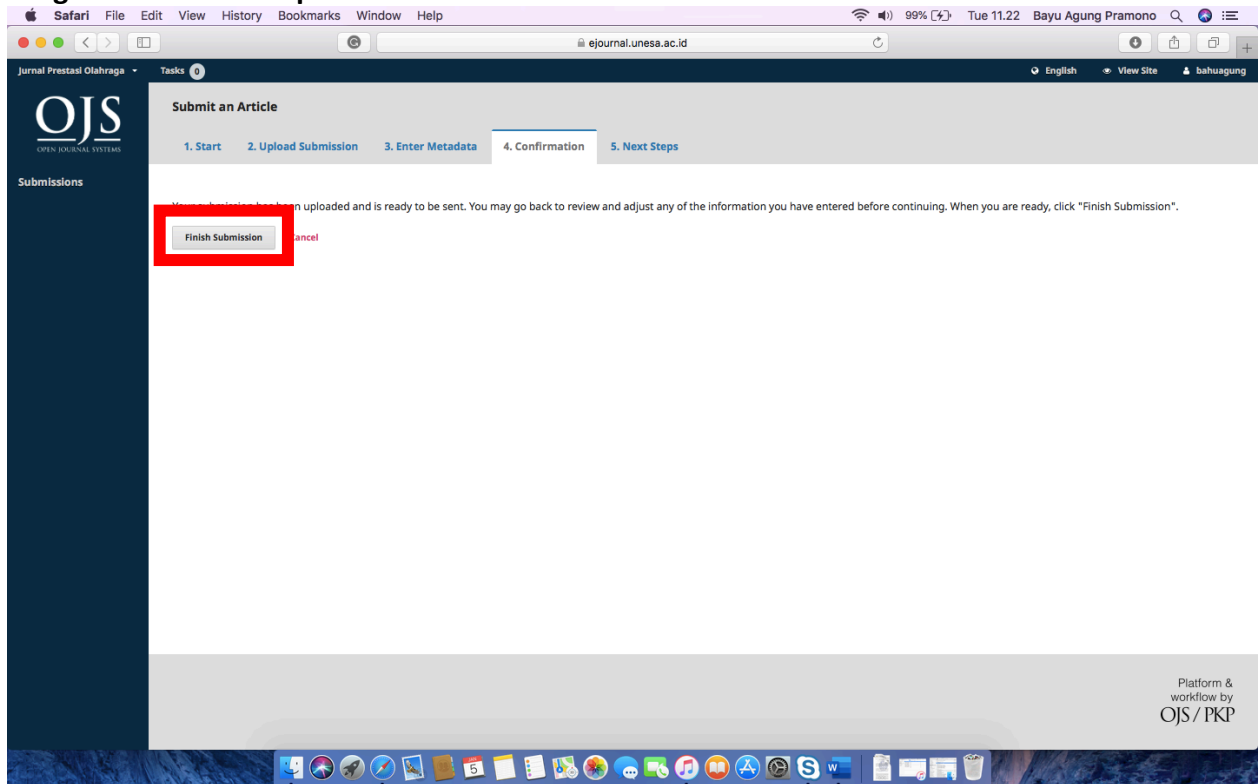 Safari File Edit View History Bookmarks Window Help 99% Tue 11.22 Bayu Agung Pramono
ejournal.unesa.ac.id
Jurnal Prestasi Olahraga Tasks 0 English View Site bahuagung
OJS
OPEN JOURNAL SYSTEMS
Submissions
Submit an Article
1. Start 2. Upload Submission 3. Enter Metadata 4. Confirmation 5. Next Steps
uploaded and is ready to be sent. You may go back to review and adjust any of the information you have entered before continuing. When you are ready, click "Finish Submission".
Finish Submission
Platform &
workflow by
OJS / PKP
5